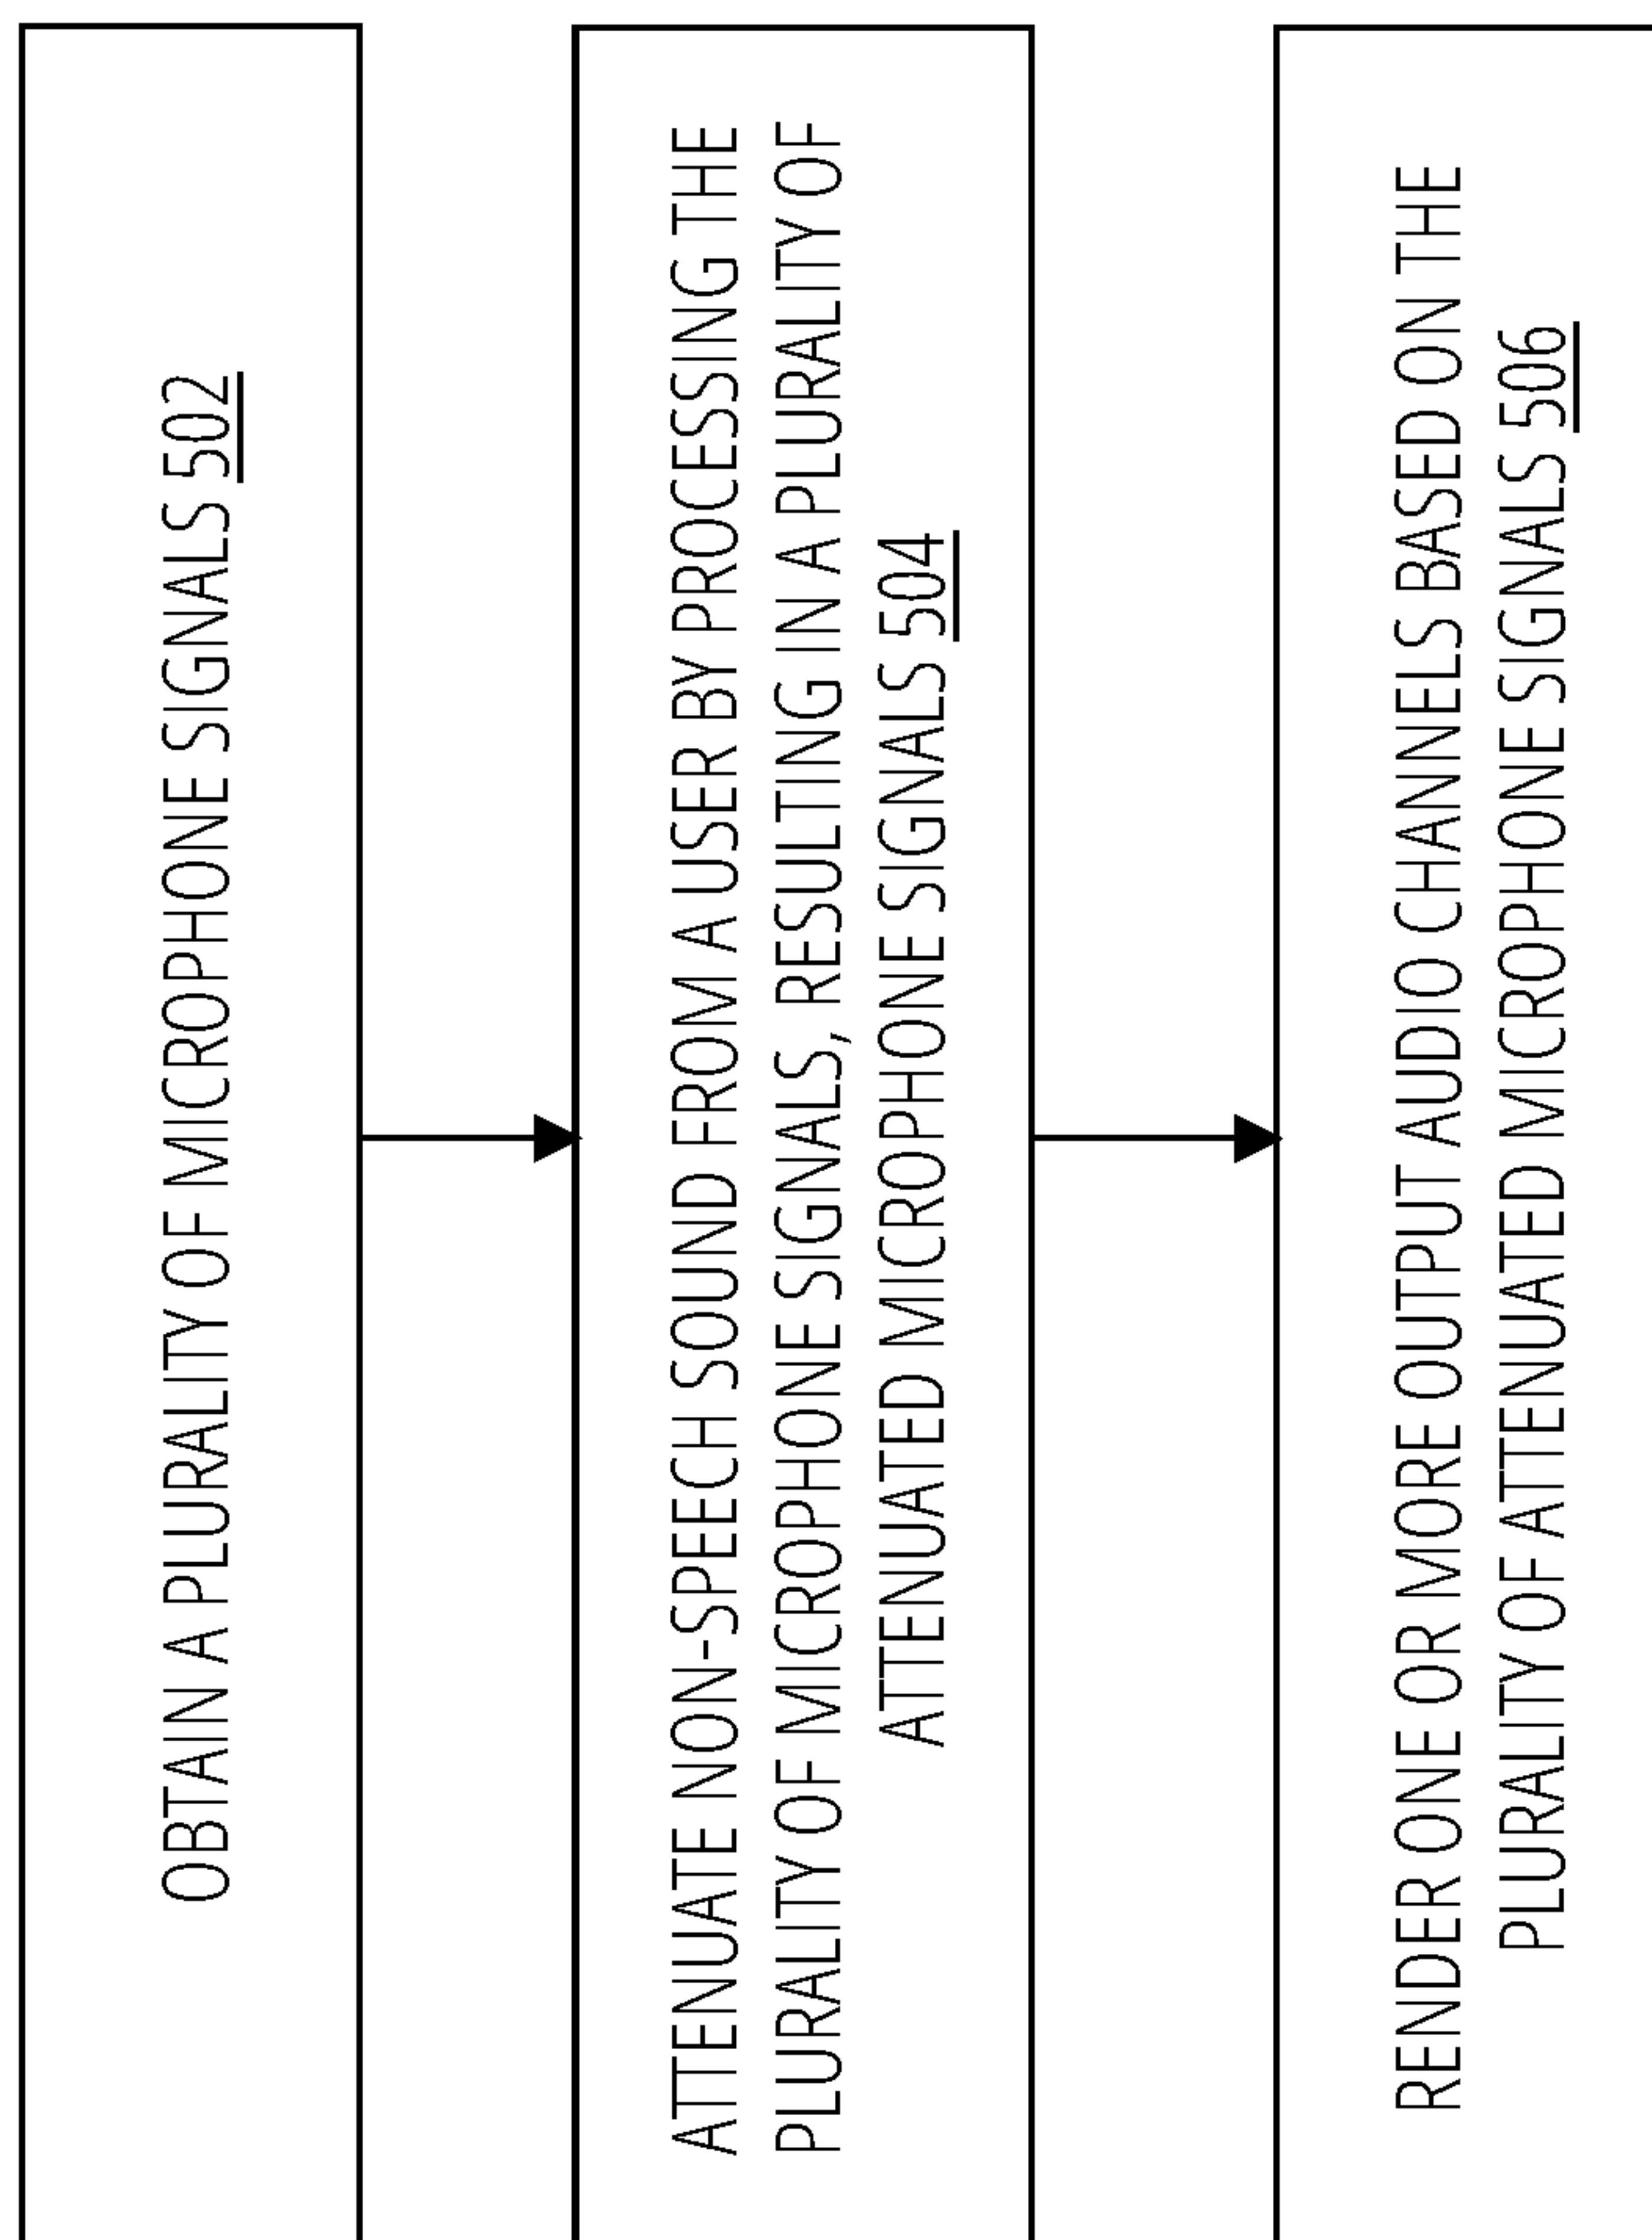 OBTAIN A PLURALITY OF MICROPHONE SIGNALS 502
ATTENUATE NON-SPEECH SOUND FROM A USER BY PROCESSING THE
PLURALITY OF MICROPHONE SIGNALS, RESULTING IN A PLURALITY OF
ATTENUATED MICROPHONE SIGNALS 504
RENDER ONE OR MORE OUTPUT AUDIO CHANNELS BASED ON THE
PLURALITY OF ATTENUATED MICROPHONE SIGNALS 506